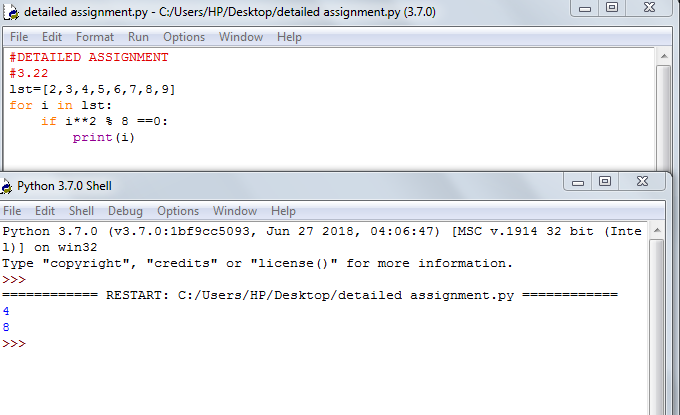 detailed assignment.py - C:/Users/HP/Desktop/detailed assignment.py (3.7.0)
File Edit Format Run Options Window Help
#DETAILED ASSIGNMENT
#3.22
lst=[2,3,4,5,6,7,8,9]
for i in lst:
    if i**2 % 8 ==0:
        print(i)
Python 3.7.0 Shell
File Edit Shell Debug Options Window Help
Python 3.7.0 (v3.7.0:1bf9cc5093, Jun 27 2018, 04:06:47) [MSC v.1914 32 bit (Inte
l)] on win32
Type "copyright", "credits" or "license()" for more information.
>>>
============ RESTART: C:/Users/HP/Desktop/detailed assignment.py ============
4
8
>>>